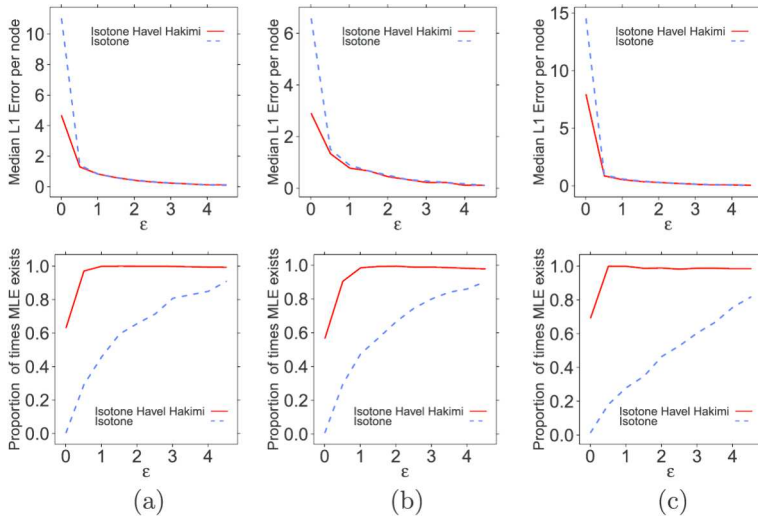 Median L1 Error per node
10
8
6
4
2
0
Isotone Havel Hakimi
Isotone
0 1 2 3 4
ε
Median L1 Error per node
6
4
2
0
Isotone Havel Hakimi
Isotone
0 1 2 3 4
ε
Median L1 Error per node
15
10
5
0
Isotone Havel Hakimi
Isotone
0 1 2 3 4
ε
Proportion of times MLE exists
1.0
0.8
0.6
0.4
0.2
0.0
Isotone Havel Hakimi
Isotone
0 1 2 3 4
ε
Proportion of times MLE exists
1.0
0.8
0.6
0.4
0.2
0.0
Isotone Havel Hakimi
Isotone
0 1 2 3 4
ε
Proportion of times MLE exists
1.0
0.8
0.6
0.4
0.2
0.0
Isotone Havel Hakimi
Isotone
0 1 2 3 4
ε
(a) (b) (c)